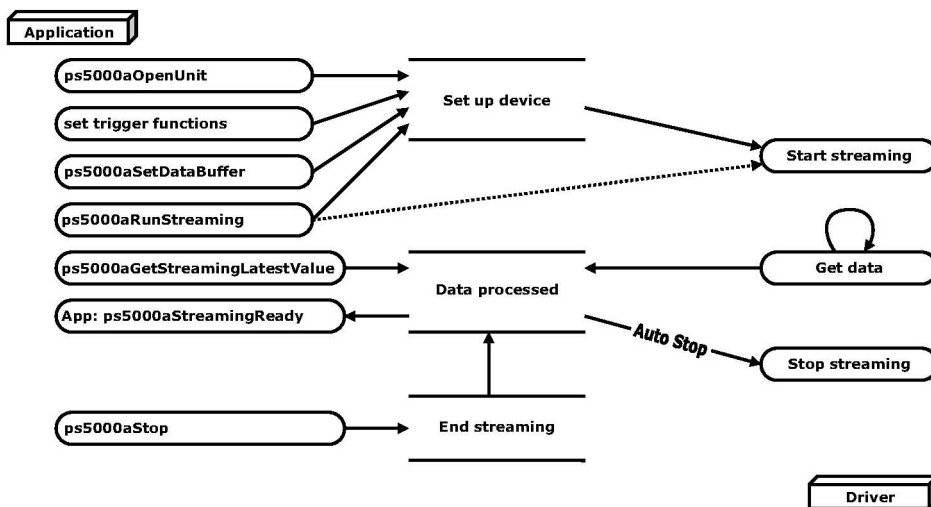 Application
ps5000aOpenUnit
set trigger functions
ps5000aSetDataBuffer
ps5000aRunStreaming
Set up device
Start streaming
ps5000aGetStreamingLatestValue
App: ps5000aStreamingReady
Data processed
Get data
Auto Stop
Stop streaming
ps5000aStop
End streaming
Driver